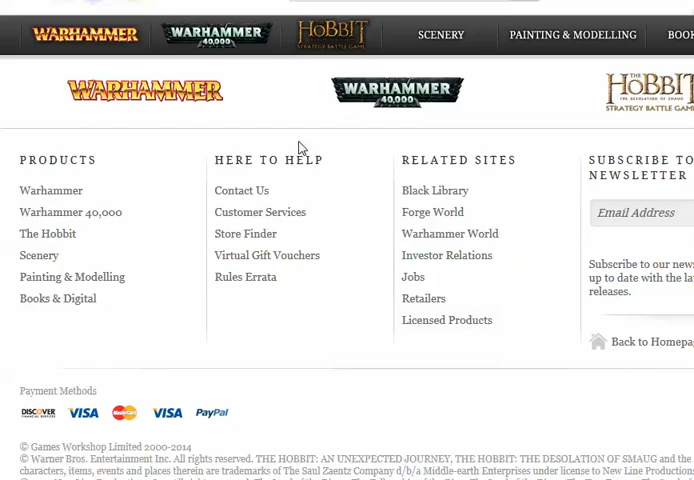 WARHAMMER WARHAMMER 40,000 THE HOBBIT STRATEGY BATTLE GAME SCENERY PAINTING & MODELLING BOOK
WARHAMMER WARHAMMER 40,000 THE HOBBIT THE DESOLATION OF SMAUG STRATEGY BATTLE GAM
PRODUCTS
Warhammer
Warhammer 40,000
The Hobbit
Scenery
Painting & Modelling
Books & Digital
HERE TO HELP
Contact Us
Customer Services
Store Finder
Virtual Gift Vouchers
Rules Errata
RELATED SITES
Black Library
Forge World
Warhammer World
Investor Relations
Jobs
Retailers
Licensed Products
SUBSCRIBE TO
NEWSLETTER
Email Address
Subscribe to our new
up to date with the la
releases.
Back to Homepa
Payment Methods
DISCOVER VISA MasterCard VISA PayPal
© Games Workshop Limited 2000-2014
© Warner Bros. Entertainment Inc. All rights reserved. THE HOBBIT: AN UNEXPECTED JOURNEY, THE HOBBIT: THE DESOLATION OF SMAUG and the
characters, items, events and places therein are trademarks of The Saul Zaentz Company d/b/a Middle-earth Enterprises under license to New Line Production